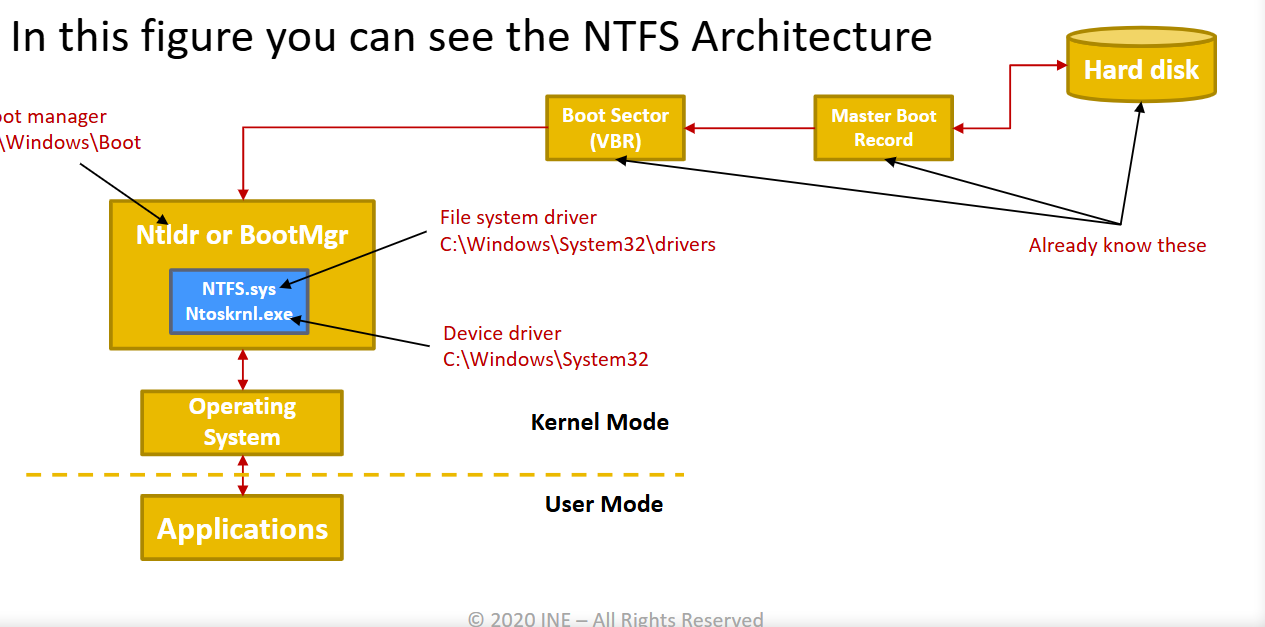 In this figure you can see the NTFS Architecture
Hard disk
Boot Sector
(VBR)
Master Boot
Record
ot manager
\Windows\Boot
Ntldr or BootMgr
File system driver
C:\Windows\System32\drivers
Already know these
NTFS.sys
Ntoskrnl.exe
Device driver
C:\Windows\System32
Operating
System
Kernel Mode
User Mode
Applications
© 2020 INE – All Rights Reserved